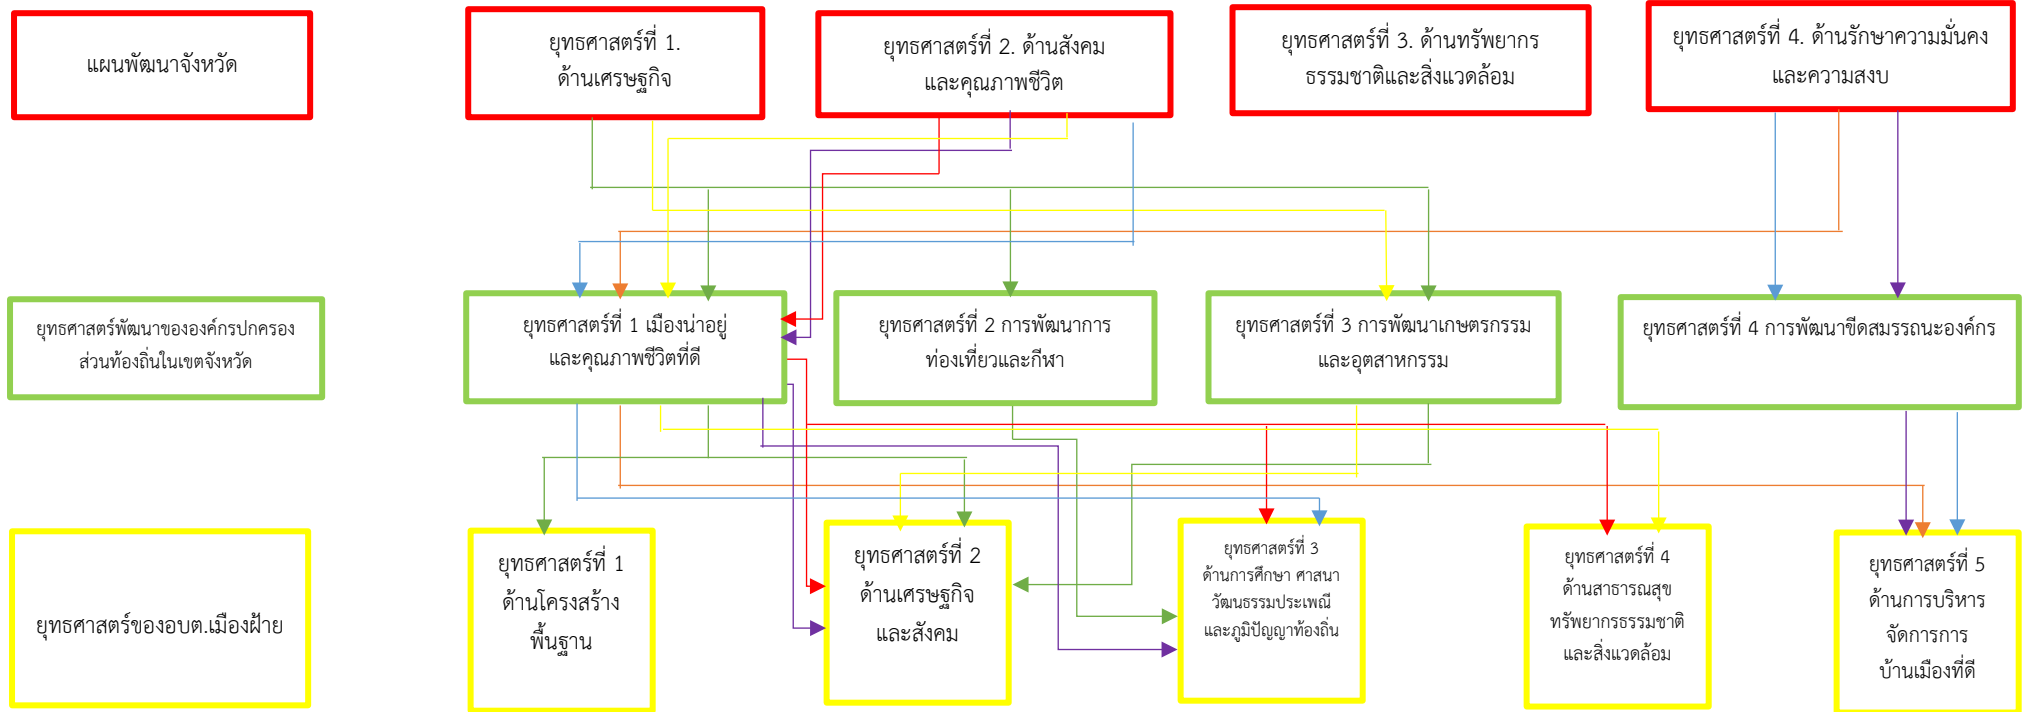 แผนพัฒนาจังหวัด
ยุทธศาสตร์ที่ 1.
ด้านเศรษฐกิจ
ยุทธศาสตร์ที่ 2. ด้านสังคม
และคุณภาพชีวิต
ยุทธศาสตร์ที่ 3. ด้านทรัพยากร
ธรรมชาติและสิ่งแวดล้อม
ยุทธศาสตร์ที่ 4. ด้านรักษาความมั่นคง
และความสงบ
ยุทธศาสตร์พัฒนาขององค์กรปกครอง
ส่วนท้องถิ่นในเขตจังหวัด
ยุทธศาสตร์ที่ 1 เมืองน่าอยู่
และคุณภาพชีวิตที่ดี
ยุทธศาสตร์ที่ 2 การพัฒนาการ
ท่องเที่ยวและกีฬา
ยุทธศาสตร์ที่ 3 การพัฒนาเกษตรกรรม
และอุตสาหกรรม
ยุทธศาสตร์ที่ 4 การพัฒนาขีดสมรรถนะองค์กร
ยุทธศาสตร์ของอบต.เมืองฝ้าย
ยุทธศาสตร์ที่ 1
ด้านโครงสร้าง
พื้นฐาน
ยุทธศาสตร์ที่ 2
ด้านเศรษฐกิจ
และสังคม
ยุทธศาสตร์ที่ 3
ด้านการศึกษา ศาสนา
วัฒนธรรมประเพณี
และภูมิปัญญาท้องถิ่น
ยุทธศาสตร์ที่ 4
ด้านสาธารณสุข
ทรัพยากรธรรมชาติ
และสิ่งแวดล้อม
ยุทธศาสตร์ที่ 5
ด้านการบริหาร
จัดการการ
บ้านเมืองที่ดี